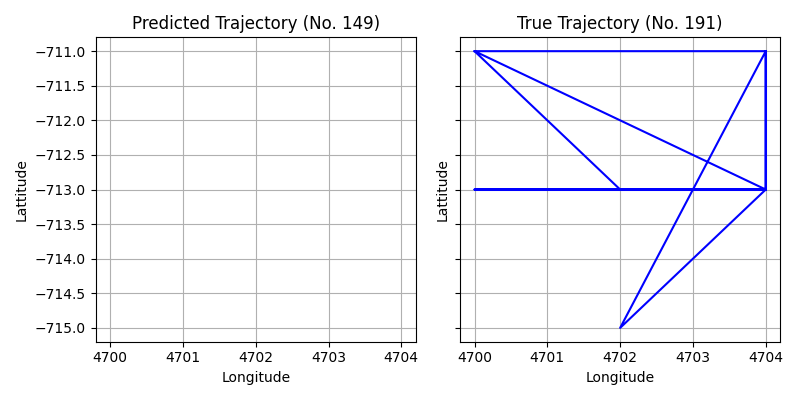 Predicted Trajectory (No. 149)
True Trajectory (No. 191)
−711.0
−711.5
−712.0
−712.5
−713.0
−713.5
−714.0
−714.5
−715.0
Lattitude
Lattitude
4700 4701 4702 4703 4704
4700 4701 4702 4703 4704
Longitude
Longitude